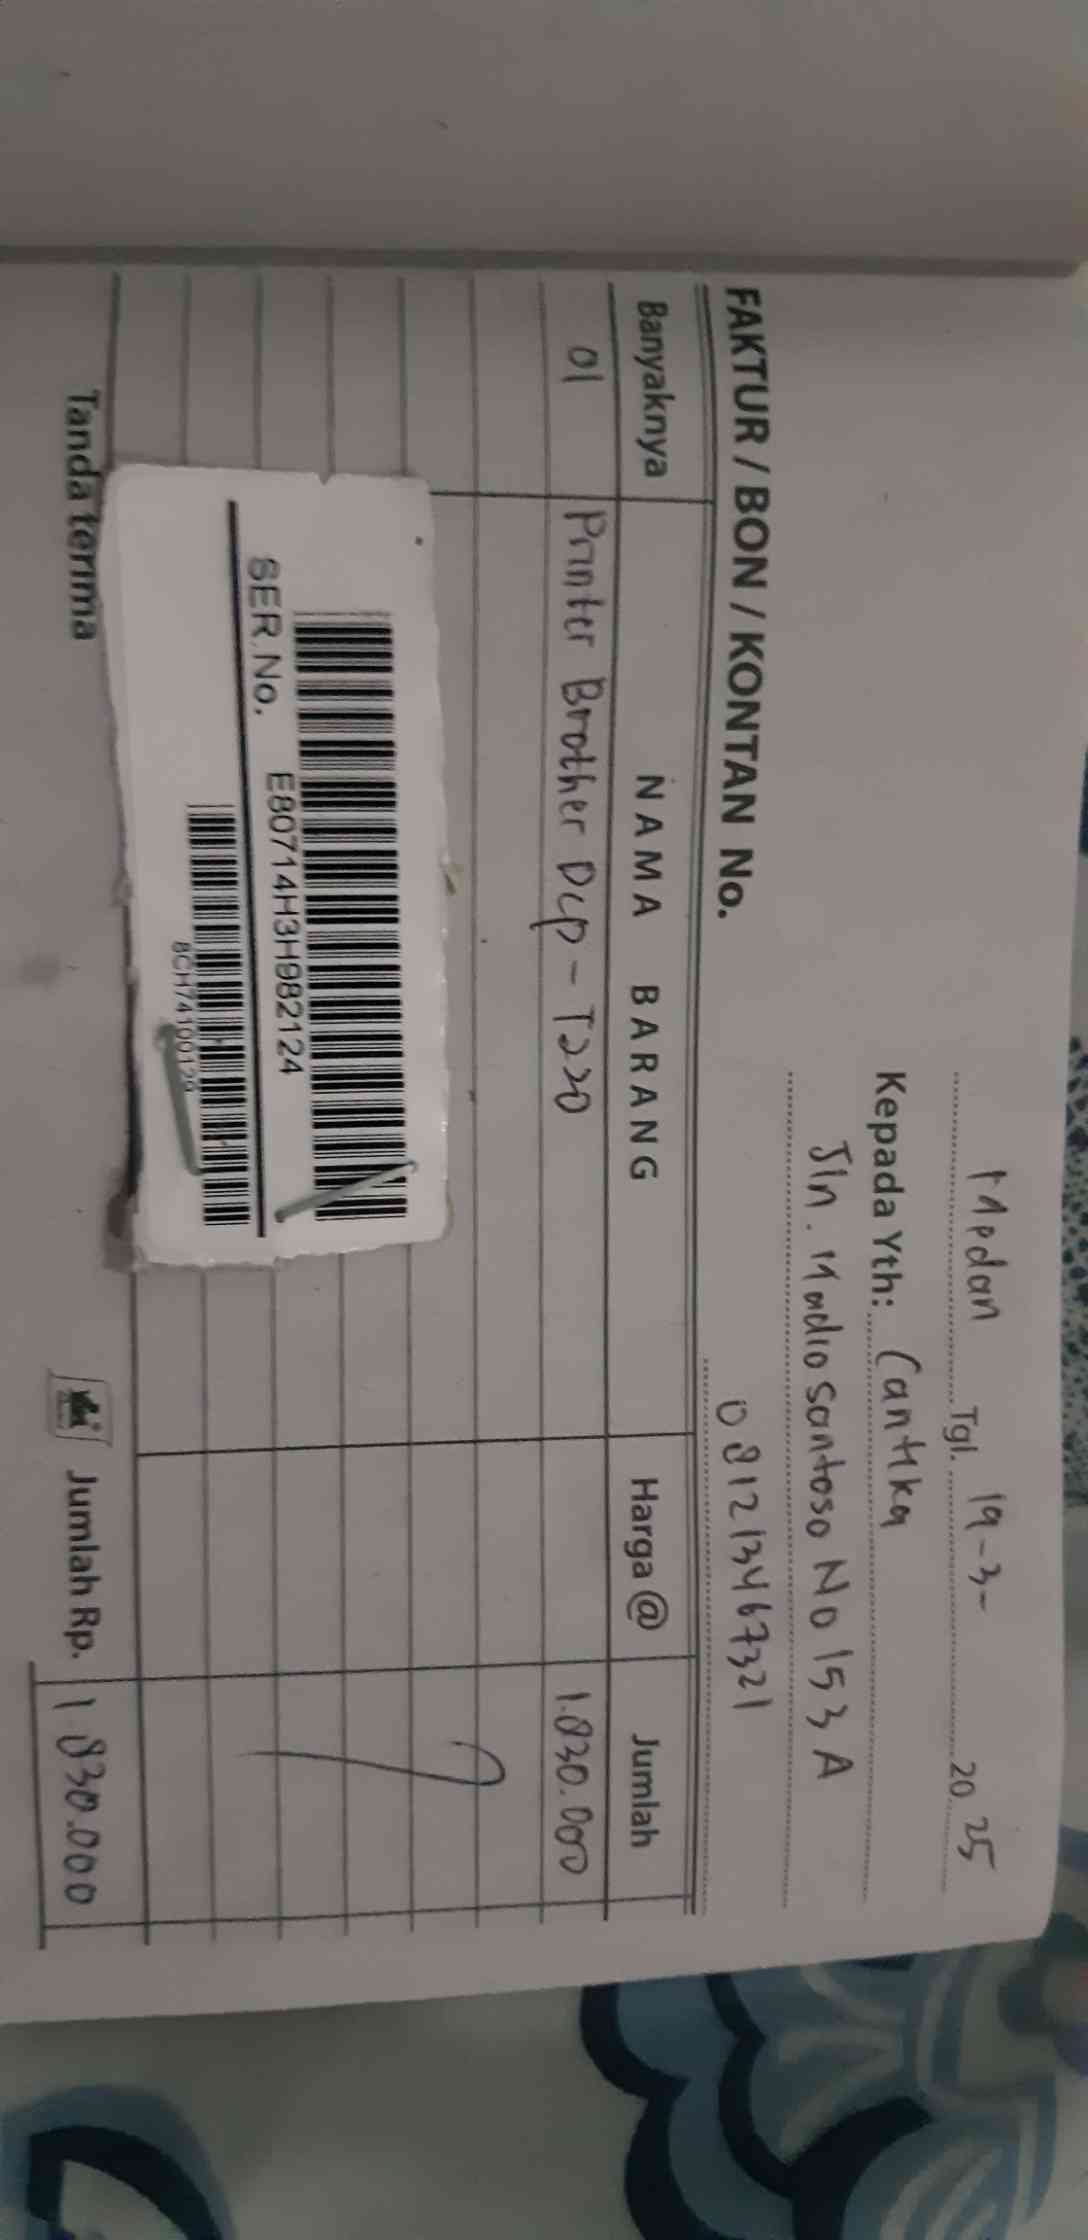 Medan Tgl. 19-3- 20 25
Kepada Yth: Cantika
Jln. Madio Santoso No 153 A
081213467321
FAKTUR / BON / KONTAN No.
Banyaknya NAMA BARANG Harga @ Jumlah
01 Printer Brother Dcp - T220 1.830.000
SER.No. E80714H3H982124
8CH7410012
Tanda terima Jumlah Rp. 1.830.000